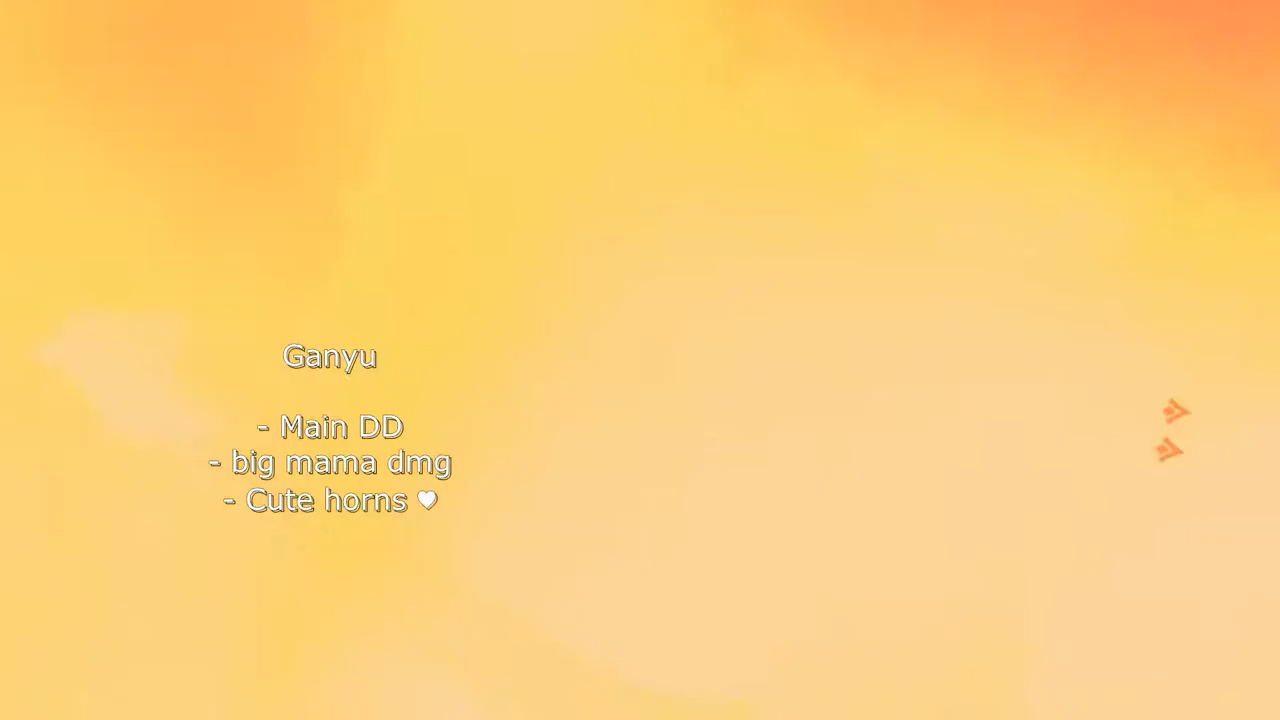 Ganyu
- Main DD
- big mama dmg
- Cute horns ♥